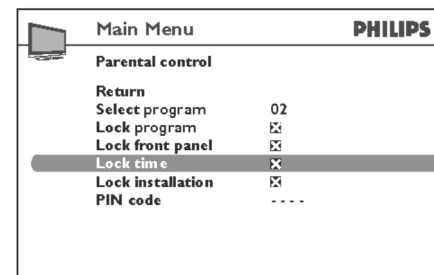 Main Menu PHILIPS
Parental control
Return
Select program 02
Lock program
Lock front panel
Lock time
Lock installation
PIN code - - - -